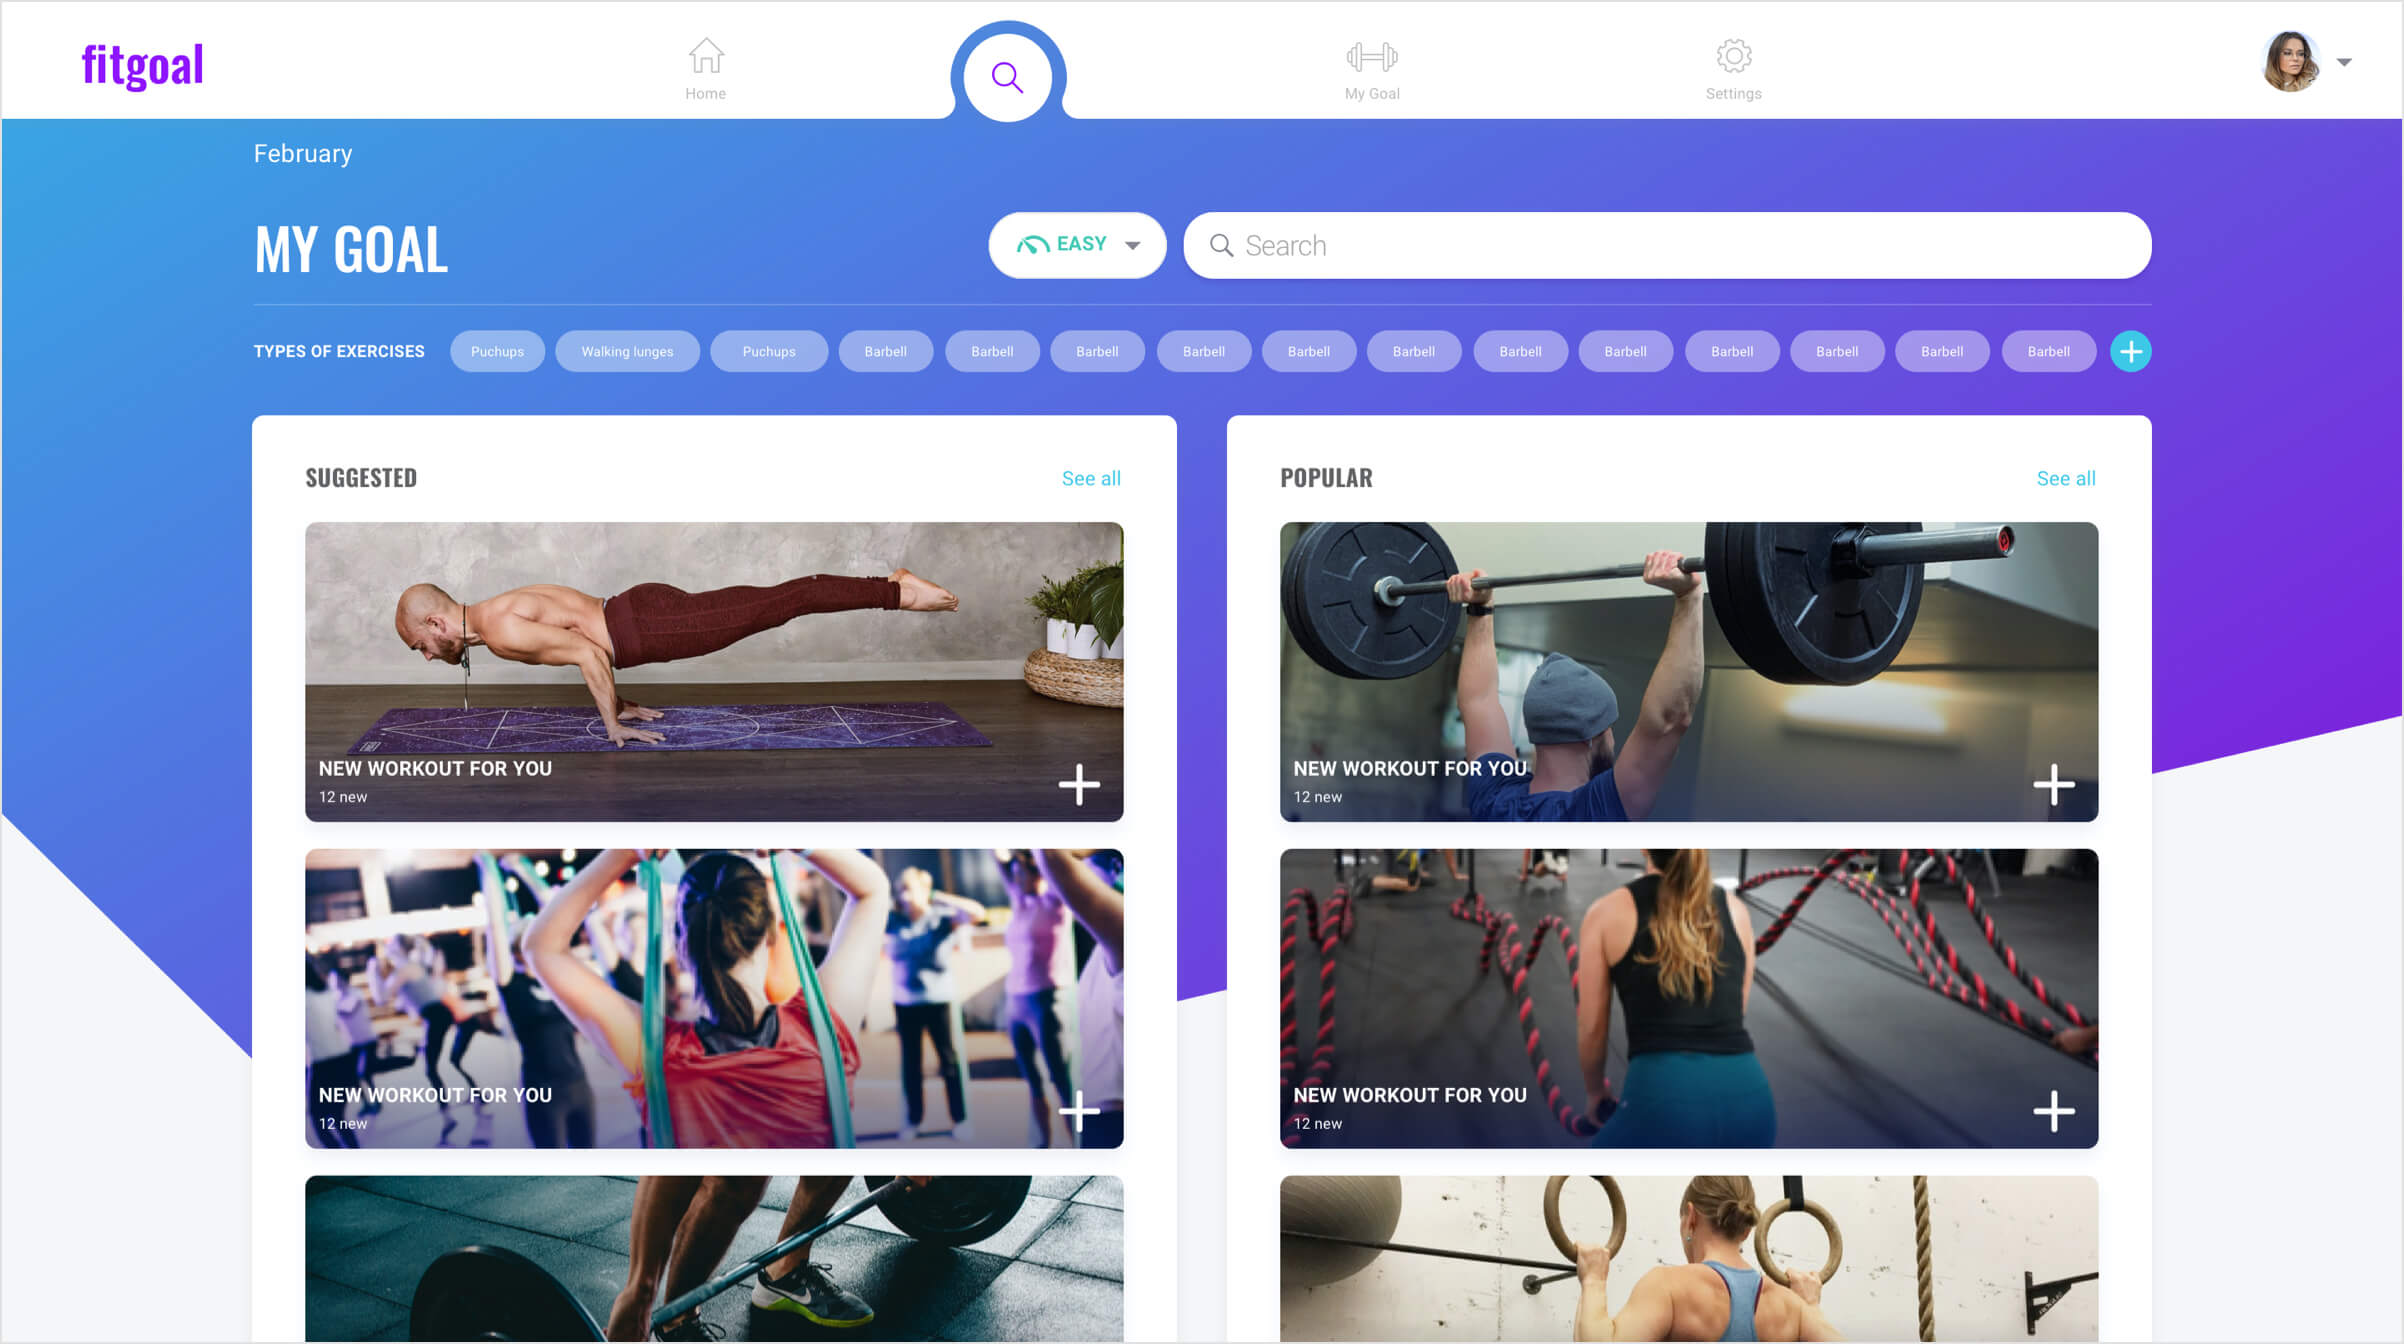 fitgoal
Home
My Goal
Settings
February
MY GOAL
EASY
Search
TYPES OF EXERCISES
Puchups
Walking lunges
Puchups
Barbell
Barbell
Barbell
Barbell
Barbell
Barbell
Barbell
Barbell
Barbell
Barbell
Barbell
Barbell
SUGGESTED
See all
NEW WORKOUT FOR YOU
12 new
NEW WORKOUT FOR YOU
12 new
POPULAR
See all
NEW WORKOUT FOR YOU
12 new
NEW WORKOUT FOR YOU
12 new